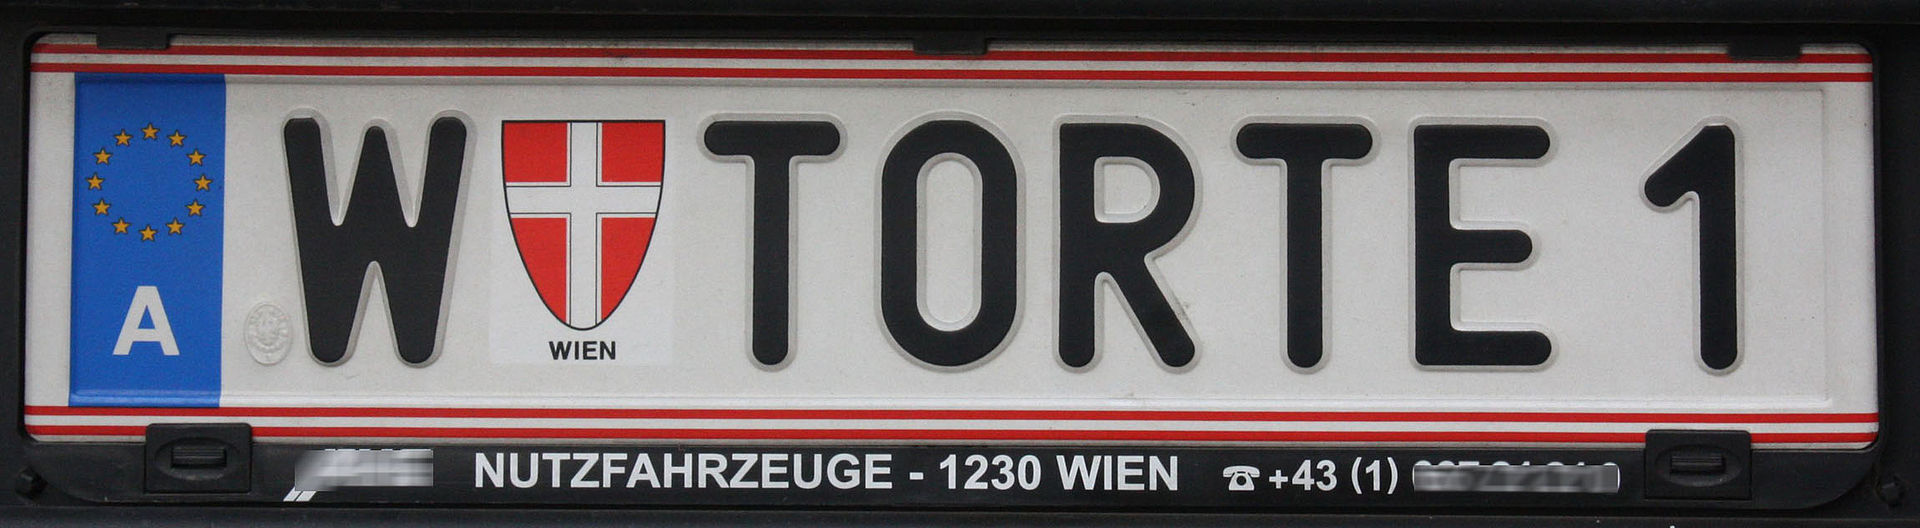 A W WIEN TORTE 1
NUTZFAHRZEUGE - 1230 WIEN ☎+43 (1)